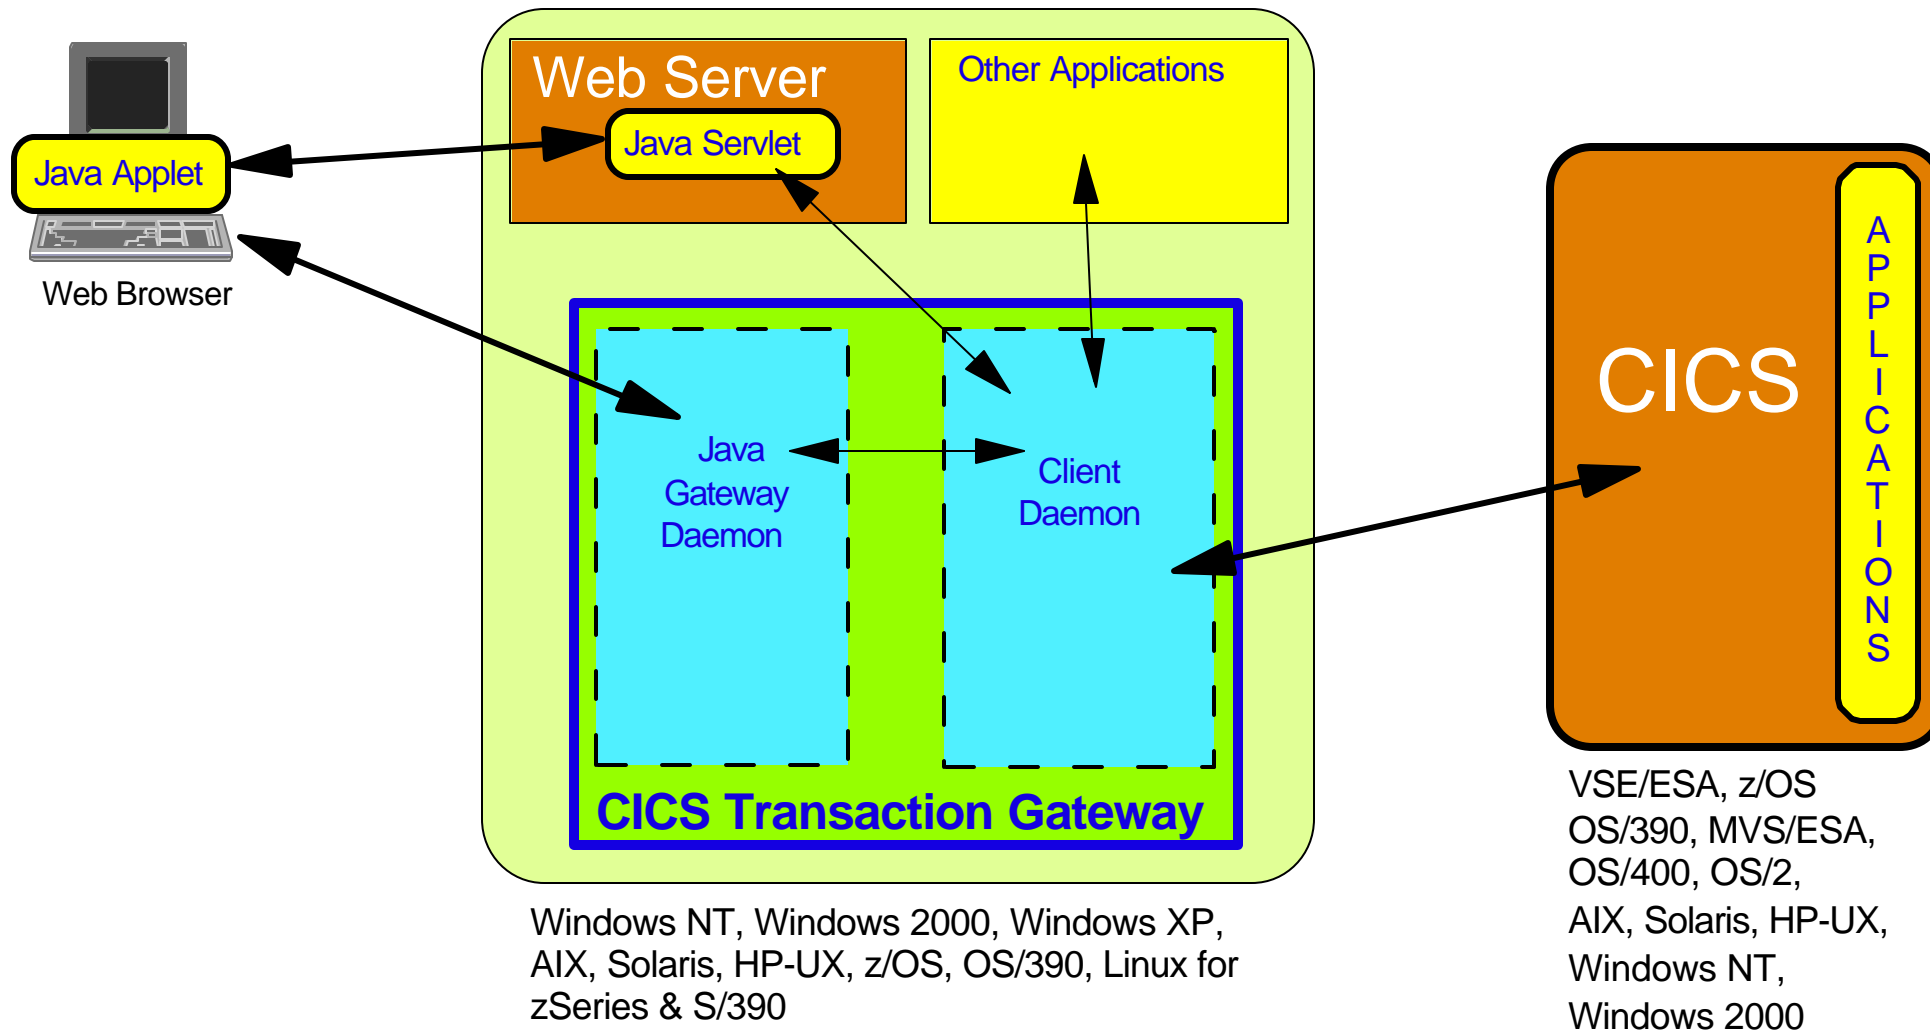 Web Server
Java Servlet
Other Applications
Java Applet
Web Browser
Java
Gateway
Daemon
Client
Daemon
CICS Transaction Gateway
Windows NT, Windows 2000, Windows XP,
AIX, Solaris, HP-UX, z/OS, OS/390, Linux for
zSeries & S/390
CICS
APPLICATIONS
VSE/ESA, z/OS
OS/390, MVS/ESA,
OS/400, OS/2,
AIX, Solaris, HP-UX,
Windows NT,
Windows 2000